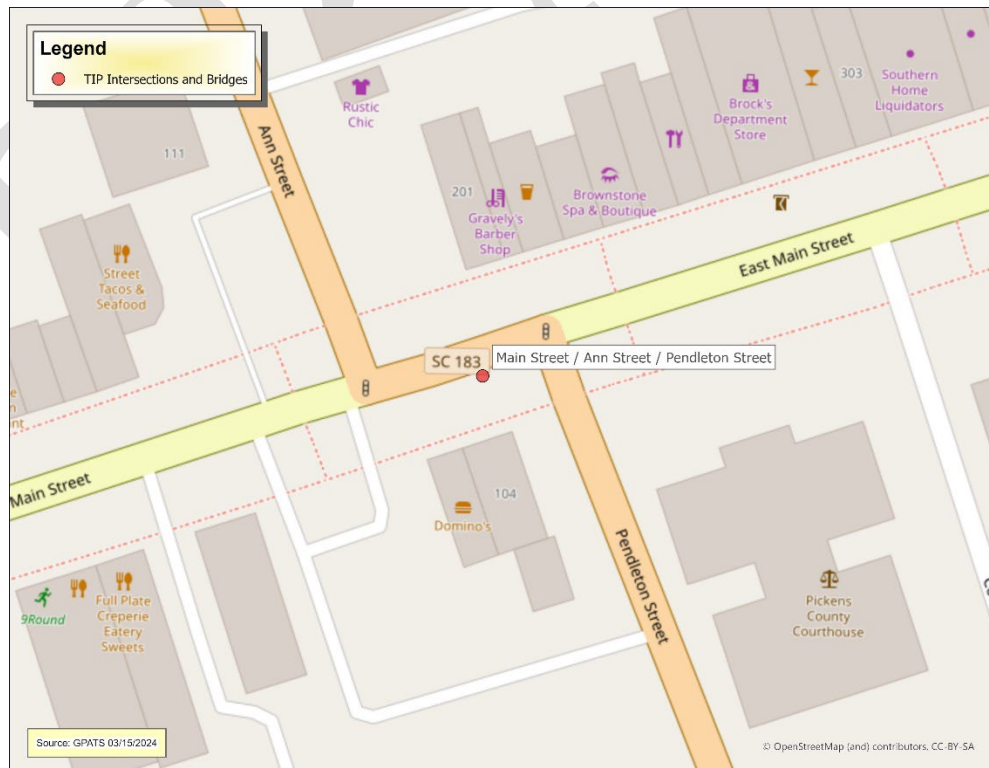 Legend
TIP Intersections and Bridges
Rustic
Chic
Ann Street
111
Brock's
Department
Store
303
Southern
Home
Liquidators
201
Gravely's
Barber
Shop
Brownstone
Spa & Boutique
Street
Tacos &
Seafood
East Main Street
SC 183
Main Street / Ann Street / Pendleton Street
Main Street
104
Domino's
Pendleton Street
9Round
Full Plate
Creperie
Eatery
Sweets
Pickens
County
Courthouse
Source: GPATS 03/15/2024
© OpenStreetMap (and) contributors, CC-BY-SA